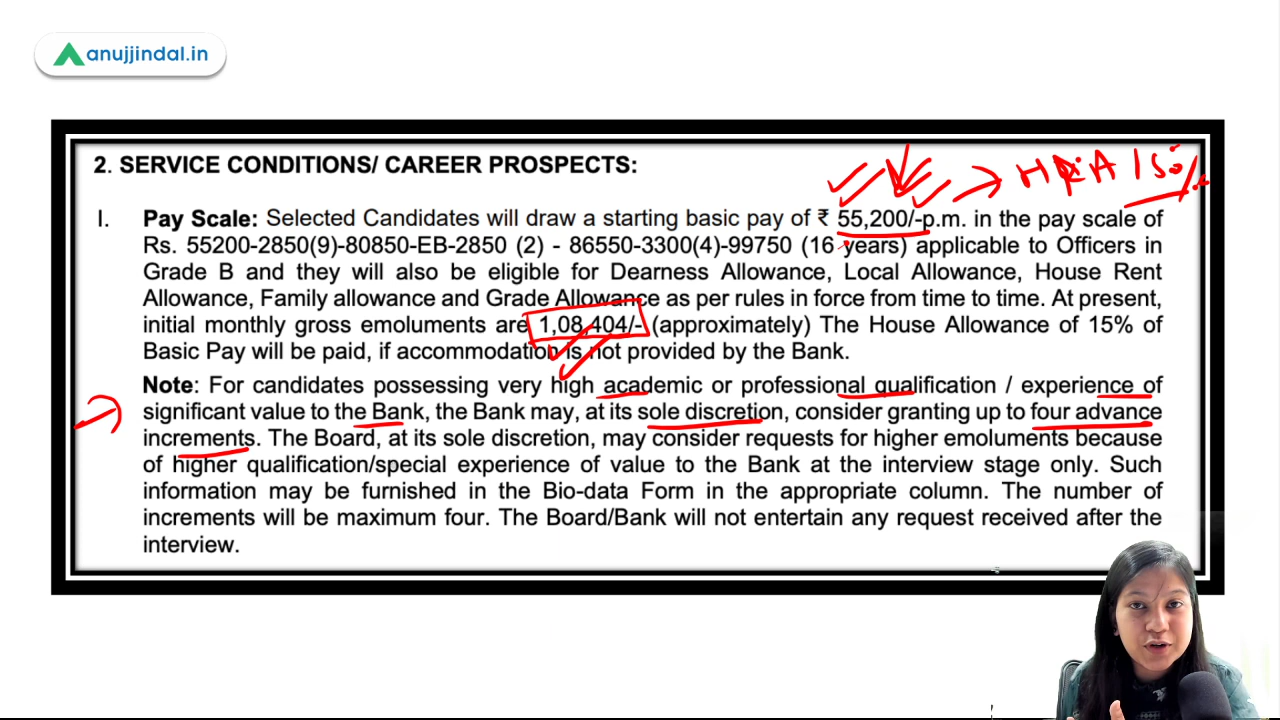 anujjindal.in
2. SERVICE CONDITIONS/ CAREER PROSPECTS:
HRA 15%
I. Pay Scale: Selected Candidates will draw a starting basic pay of ₹ 55,200/-p.m. in the pay scale of
Rs. 55200-2850(9)-80850-EB-2850 (2) - 86550-3300(4)-99750 (16 years) applicable to Officers in
Grade B and they will also be eligible for Dearness Allowance, Local Allowance, House Rent
Allowance, Family allowance and Grade Allowance as per rules in force from time to time. At present,
initial monthly gross emoluments are 1,08,404/- (approximately) The House Allowance of 15% of
Basic Pay will be paid, if accommodation is not provided by the Bank.
Note: For candidates possessing very high academic or professional qualification / experience of
significant value to the Bank, the Bank may, at its sole discretion, consider granting up to four advance
increments. The Board, at its sole discretion, may consider requests for higher emoluments because
of higher qualification/special experience of value to the Bank at the interview stage only. Such
information may be furnished in the Bio-data Form in the appropriate column. The number of
increments will be maximum four. The Board/Bank will not entertain any request received after the
interview.